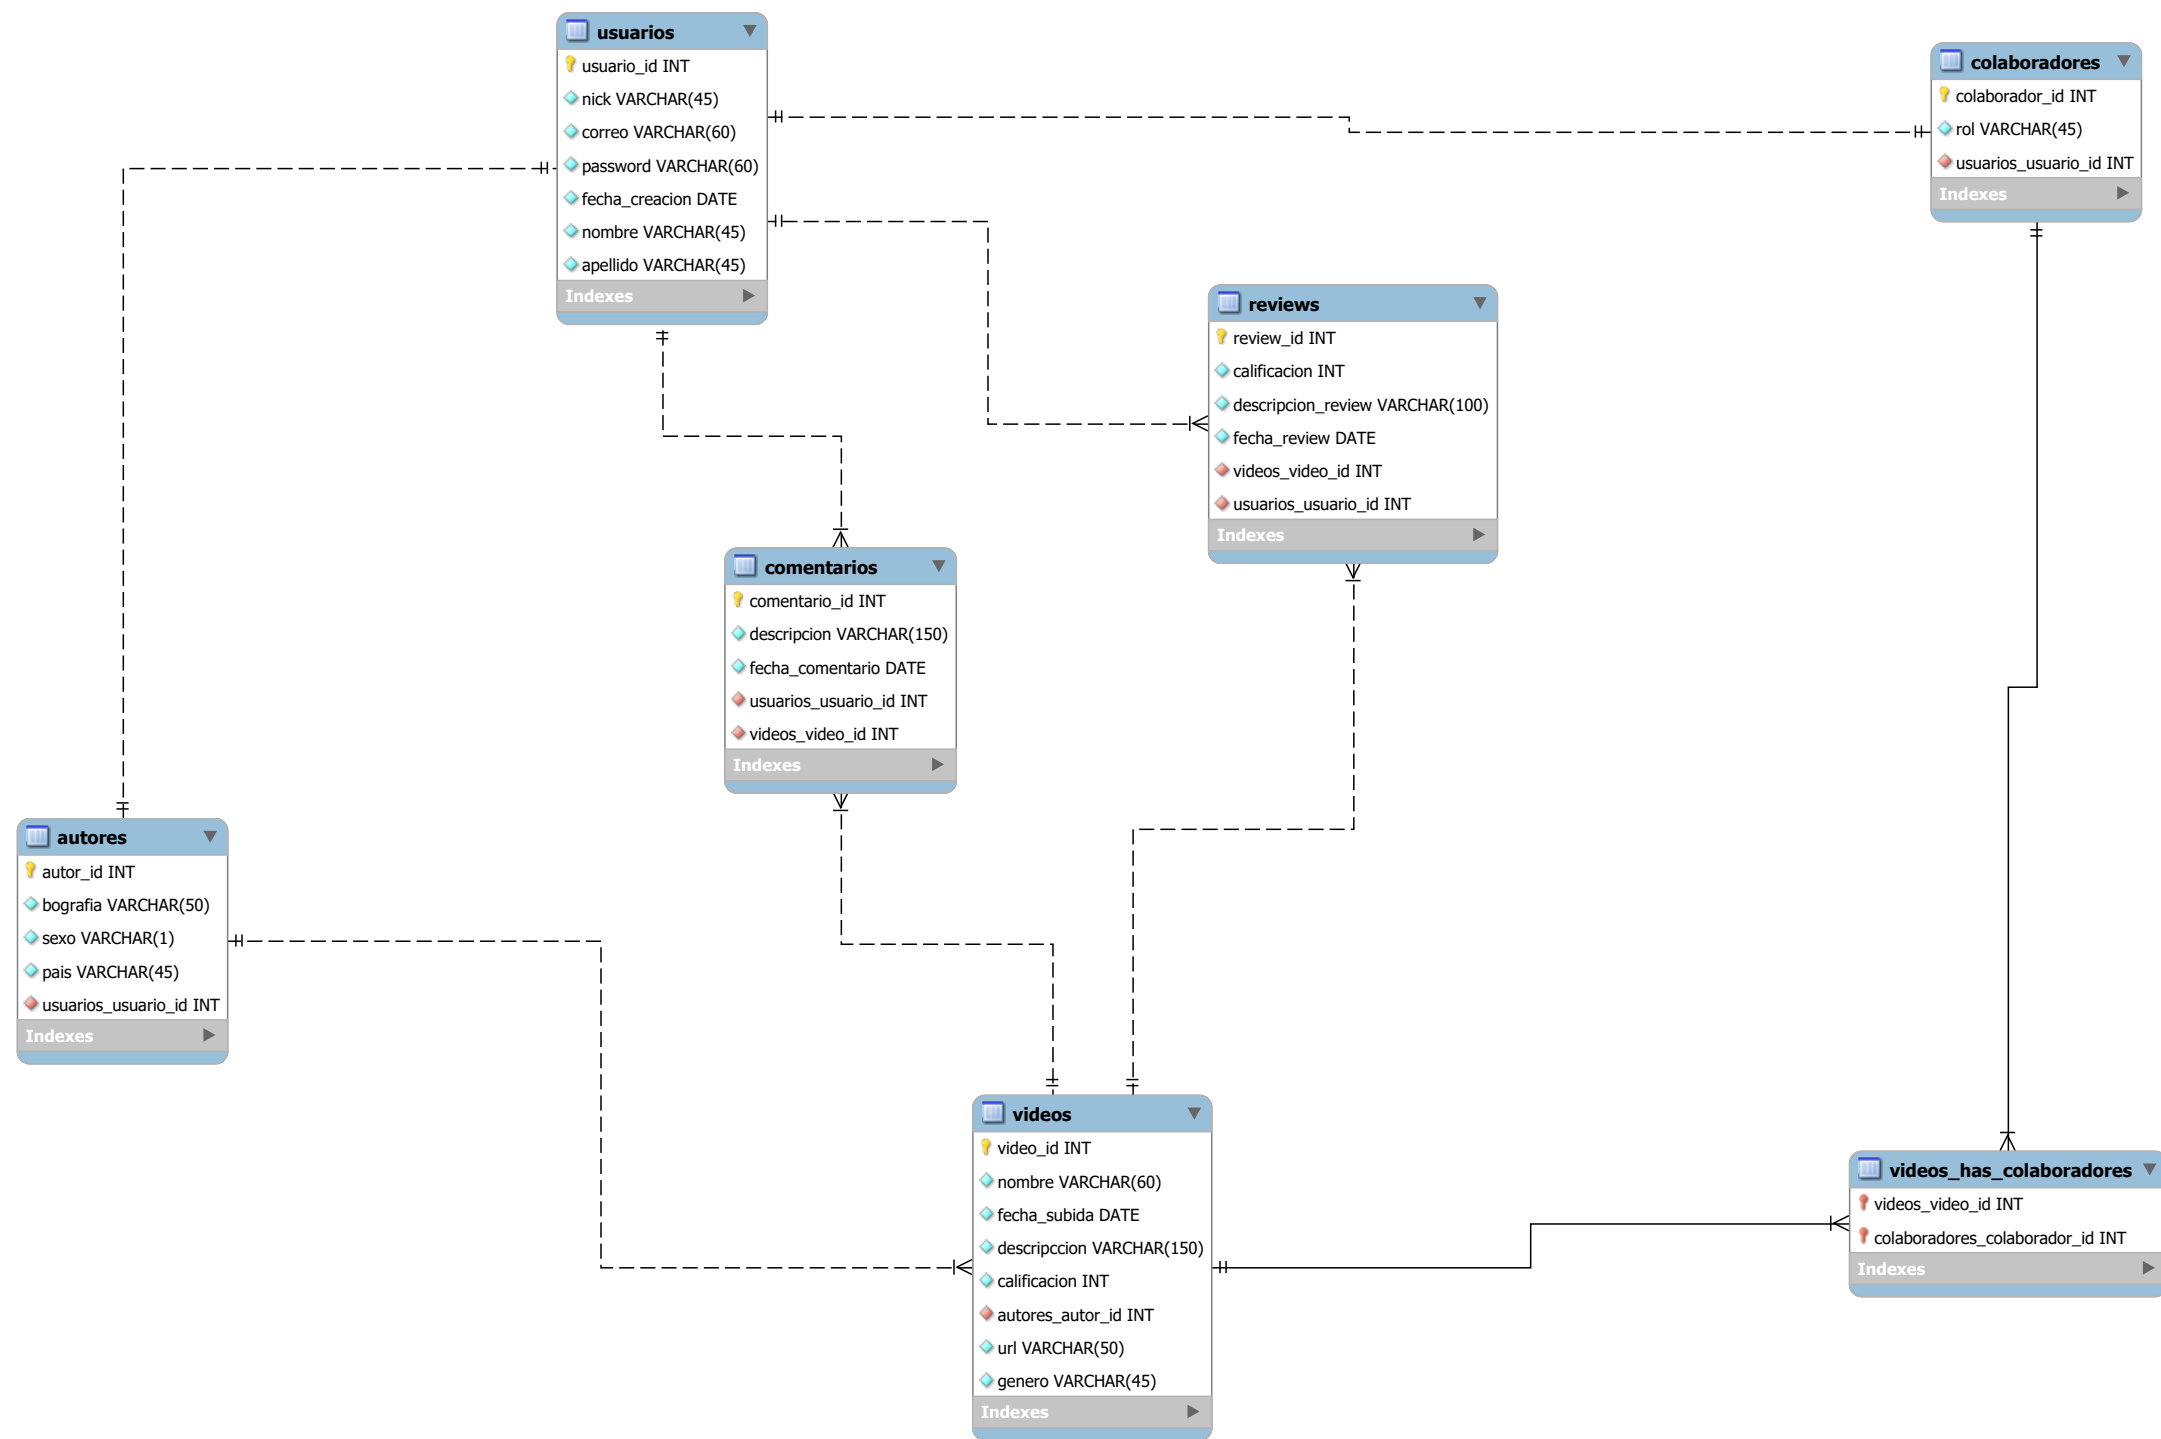 usuarios
usuario_id INT
nick VARCHAR(45)
correo VARCHAR(60)
password VARCHAR(60)
fecha_creacion DATE
nombre VARCHAR(45)
apellido VARCHAR(45)
Indexes
colaboradores
colaborador_id INT
rol VARCHAR(45)
usuarios_usuario_id INT
Indexes
reviews
review_id INT
calificacion INT
descripcion_review VARCHAR(100)
fecha_review DATE
videos_video_id INT
usuarios_usuario_id INT
Indexes
comentarios
comentario_id INT
descripcion VARCHAR(150)
fecha_comentario DATE
usuarios_usuario_id INT
videos_video_id INT
Indexes
autores
autor_id INT
bografia VARCHAR(50)
sexo VARCHAR(1)
pais VARCHAR(45)
usuarios_usuario_id INT
Indexes
videos
video_id INT
nombre VARCHAR(60)
fecha_subida DATE
descripccion VARCHAR(150)
calificacion INT
autores_autor_id INT
url VARCHAR(50)
genero VARCHAR(45)
Indexes
videos_has_colaboradores
videos_video_id INT
colaboradores_colaborador_id INT
Indexes